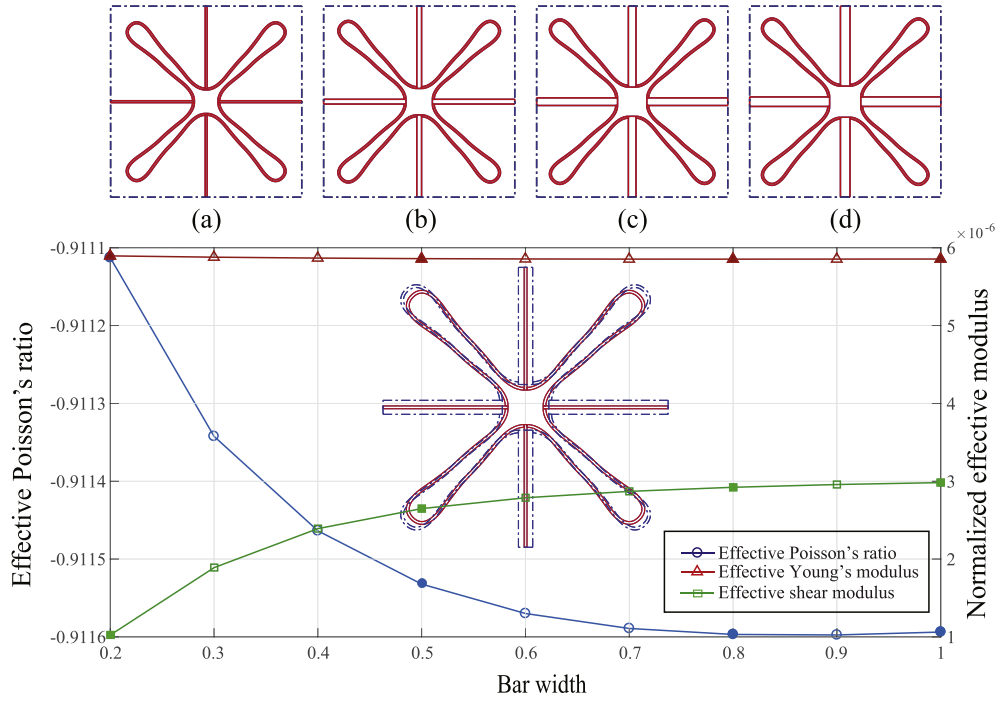 (a) (b) (c) (d)
×10⁻⁶
-0.9111 6
-0.9112 5
-0.9113 4
-0.9114 3
-0.9115 2
-0.9116 1
Effective Poisson's ratio
Normalized effective modulus
Effective Poisson's ratio
Effective Young's modulus
Effective shear modulus
0.2 0.3 0.4 0.5 0.6 0.7 0.8 0.9 1
Bar width